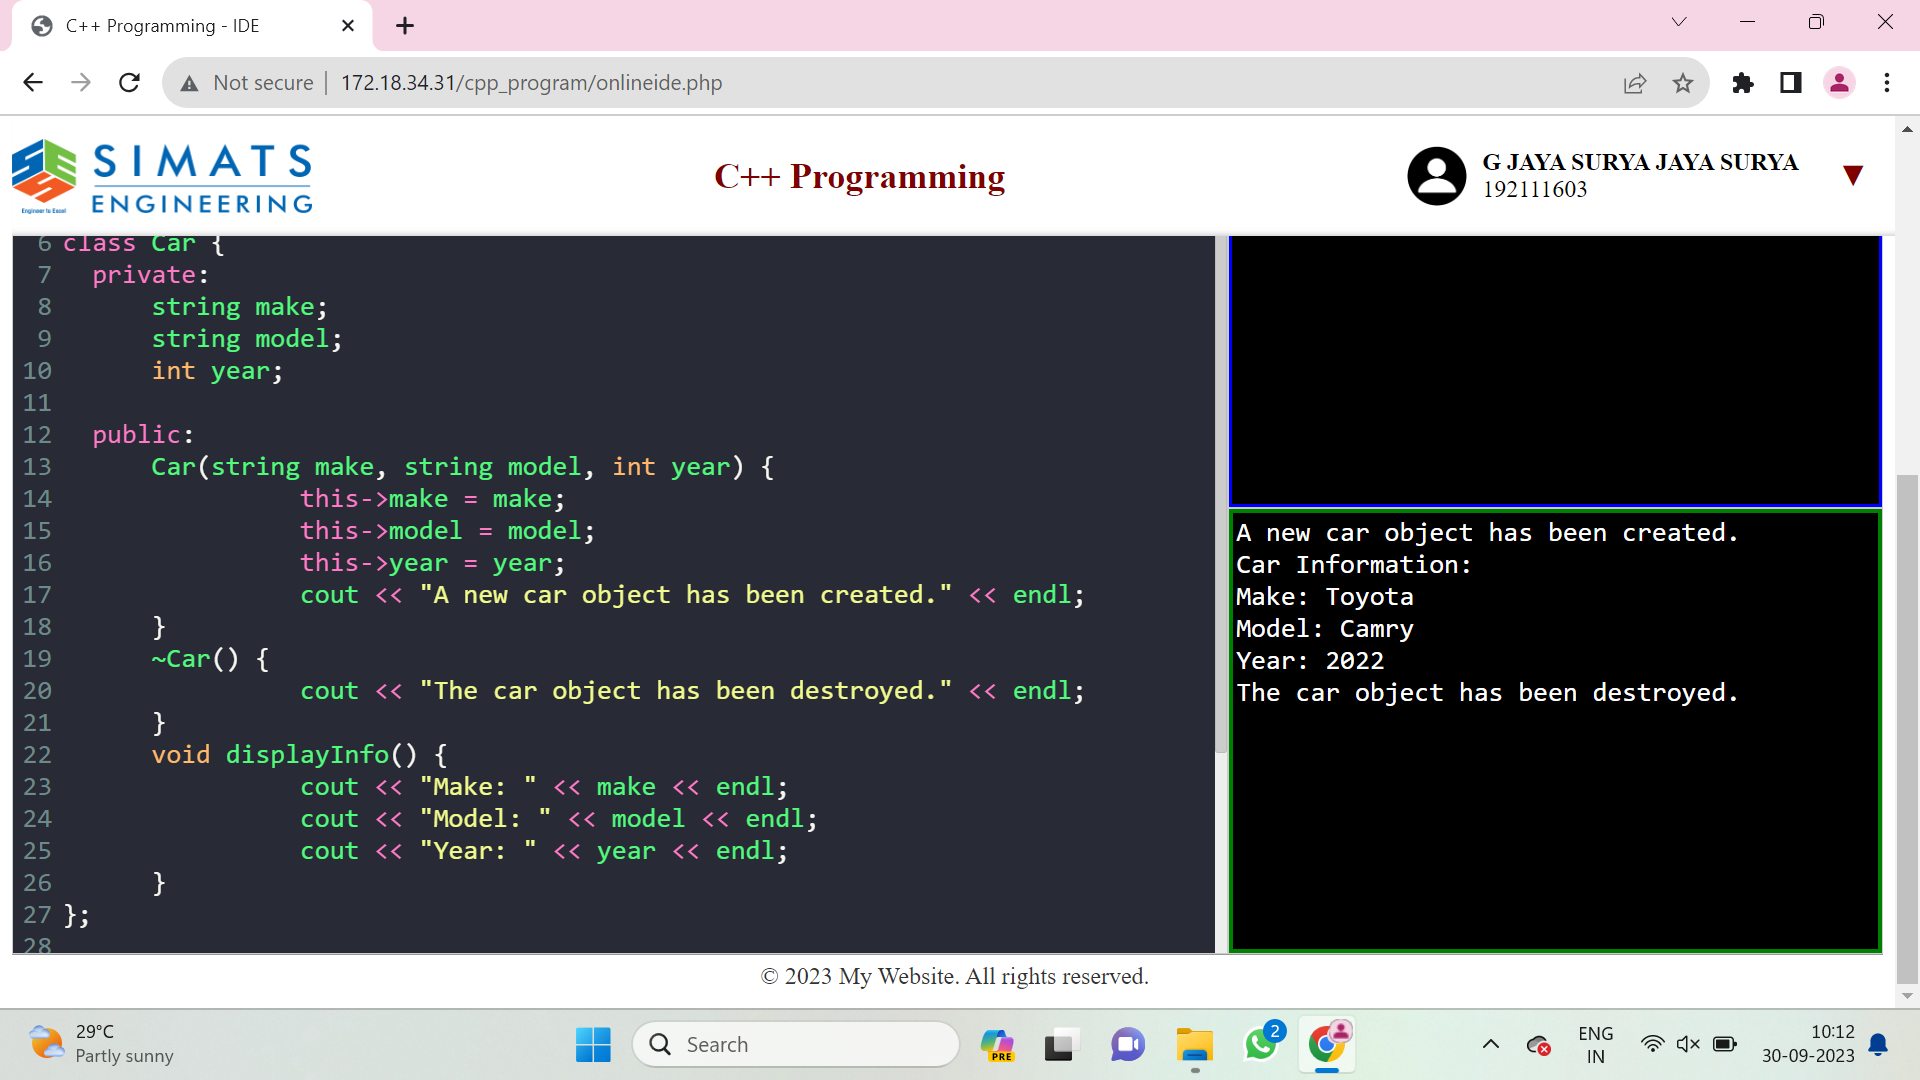 C++ Programming - IDE
Not secure | 172.18.34.31/cpp_program/onlineide.php
SIMATS
ENGINEERING
Engineer to Excel
C++ Programming
G JAYA SURYA JAYA SURYA
192111603
6 class Car {
7 private:
8 string make;
9 string model;
10 int year;
11
12 public:
13 Car(string make, string model, int year) {
14 this->make = make;
15 this->model = model;
16 this->year = year;
17 cout << "A new car object has been created." << endl;
18 }
19 ~Car() {
20 cout << "The car object has been destroyed." << endl;
21 }
22 void displayInfo() {
23 cout << "Make: " << make << endl;
24 cout << "Model: " << model << endl;
25 cout << "Year: " << year << endl;
26 }
27 };
28
A new car object has been created.
Car Information:
Make: Toyota
Model: Camry
Year: 2022
The car object has been destroyed.
© 2023 My Website. All rights reserved.
29°C
Partly sunny
Search
PRE
2
ENG
IN
10:12
30-09-2023